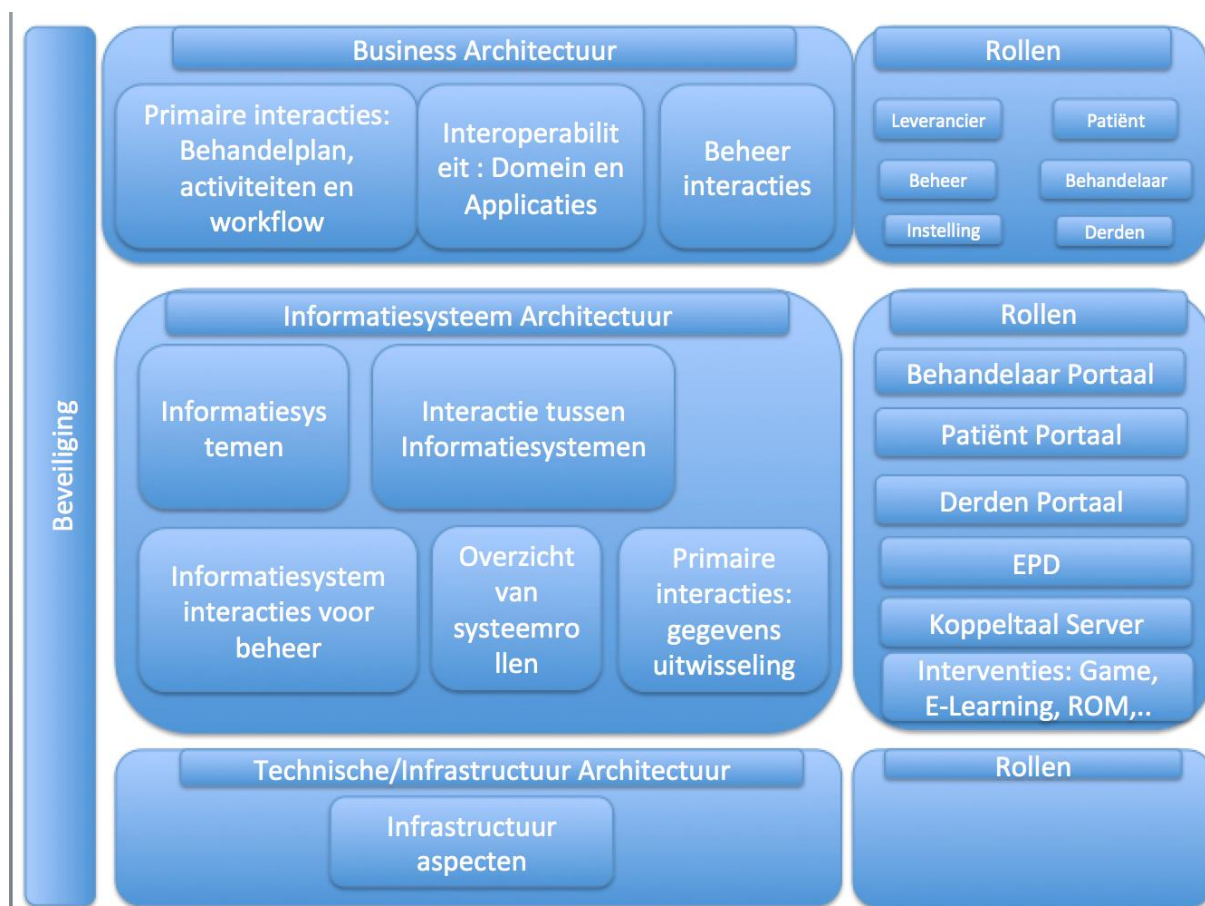 Beveiliging
Business Architectuur
Primaire interacties:
Behandelplan,
activiteiten en
workflow
Interoperabilit
eit : Domein en
Applicaties
Beheer
interacties
Rollen
Leverancier
Patiënt
Beheer
Behandelaar
Instelling
Derden
Informatiesysteem Architectuur
Informatiesys
temen
Interactie tussen
Informatiesystemen
Informatiesystem
interacties voor
beheer
Overzicht
van
systeemro
llen
Primaire
interacties:
gegevens
uitwisseling
Rollen
Behandelaar Portaal
Patiënt Portaal
Derden Portaal
EPD
Koppeltaal Server
Interventies: Game,
E-Learning, ROM,..
Technische/Infrastructuur Architectuur
Infrastructuur
aspecten
Rollen